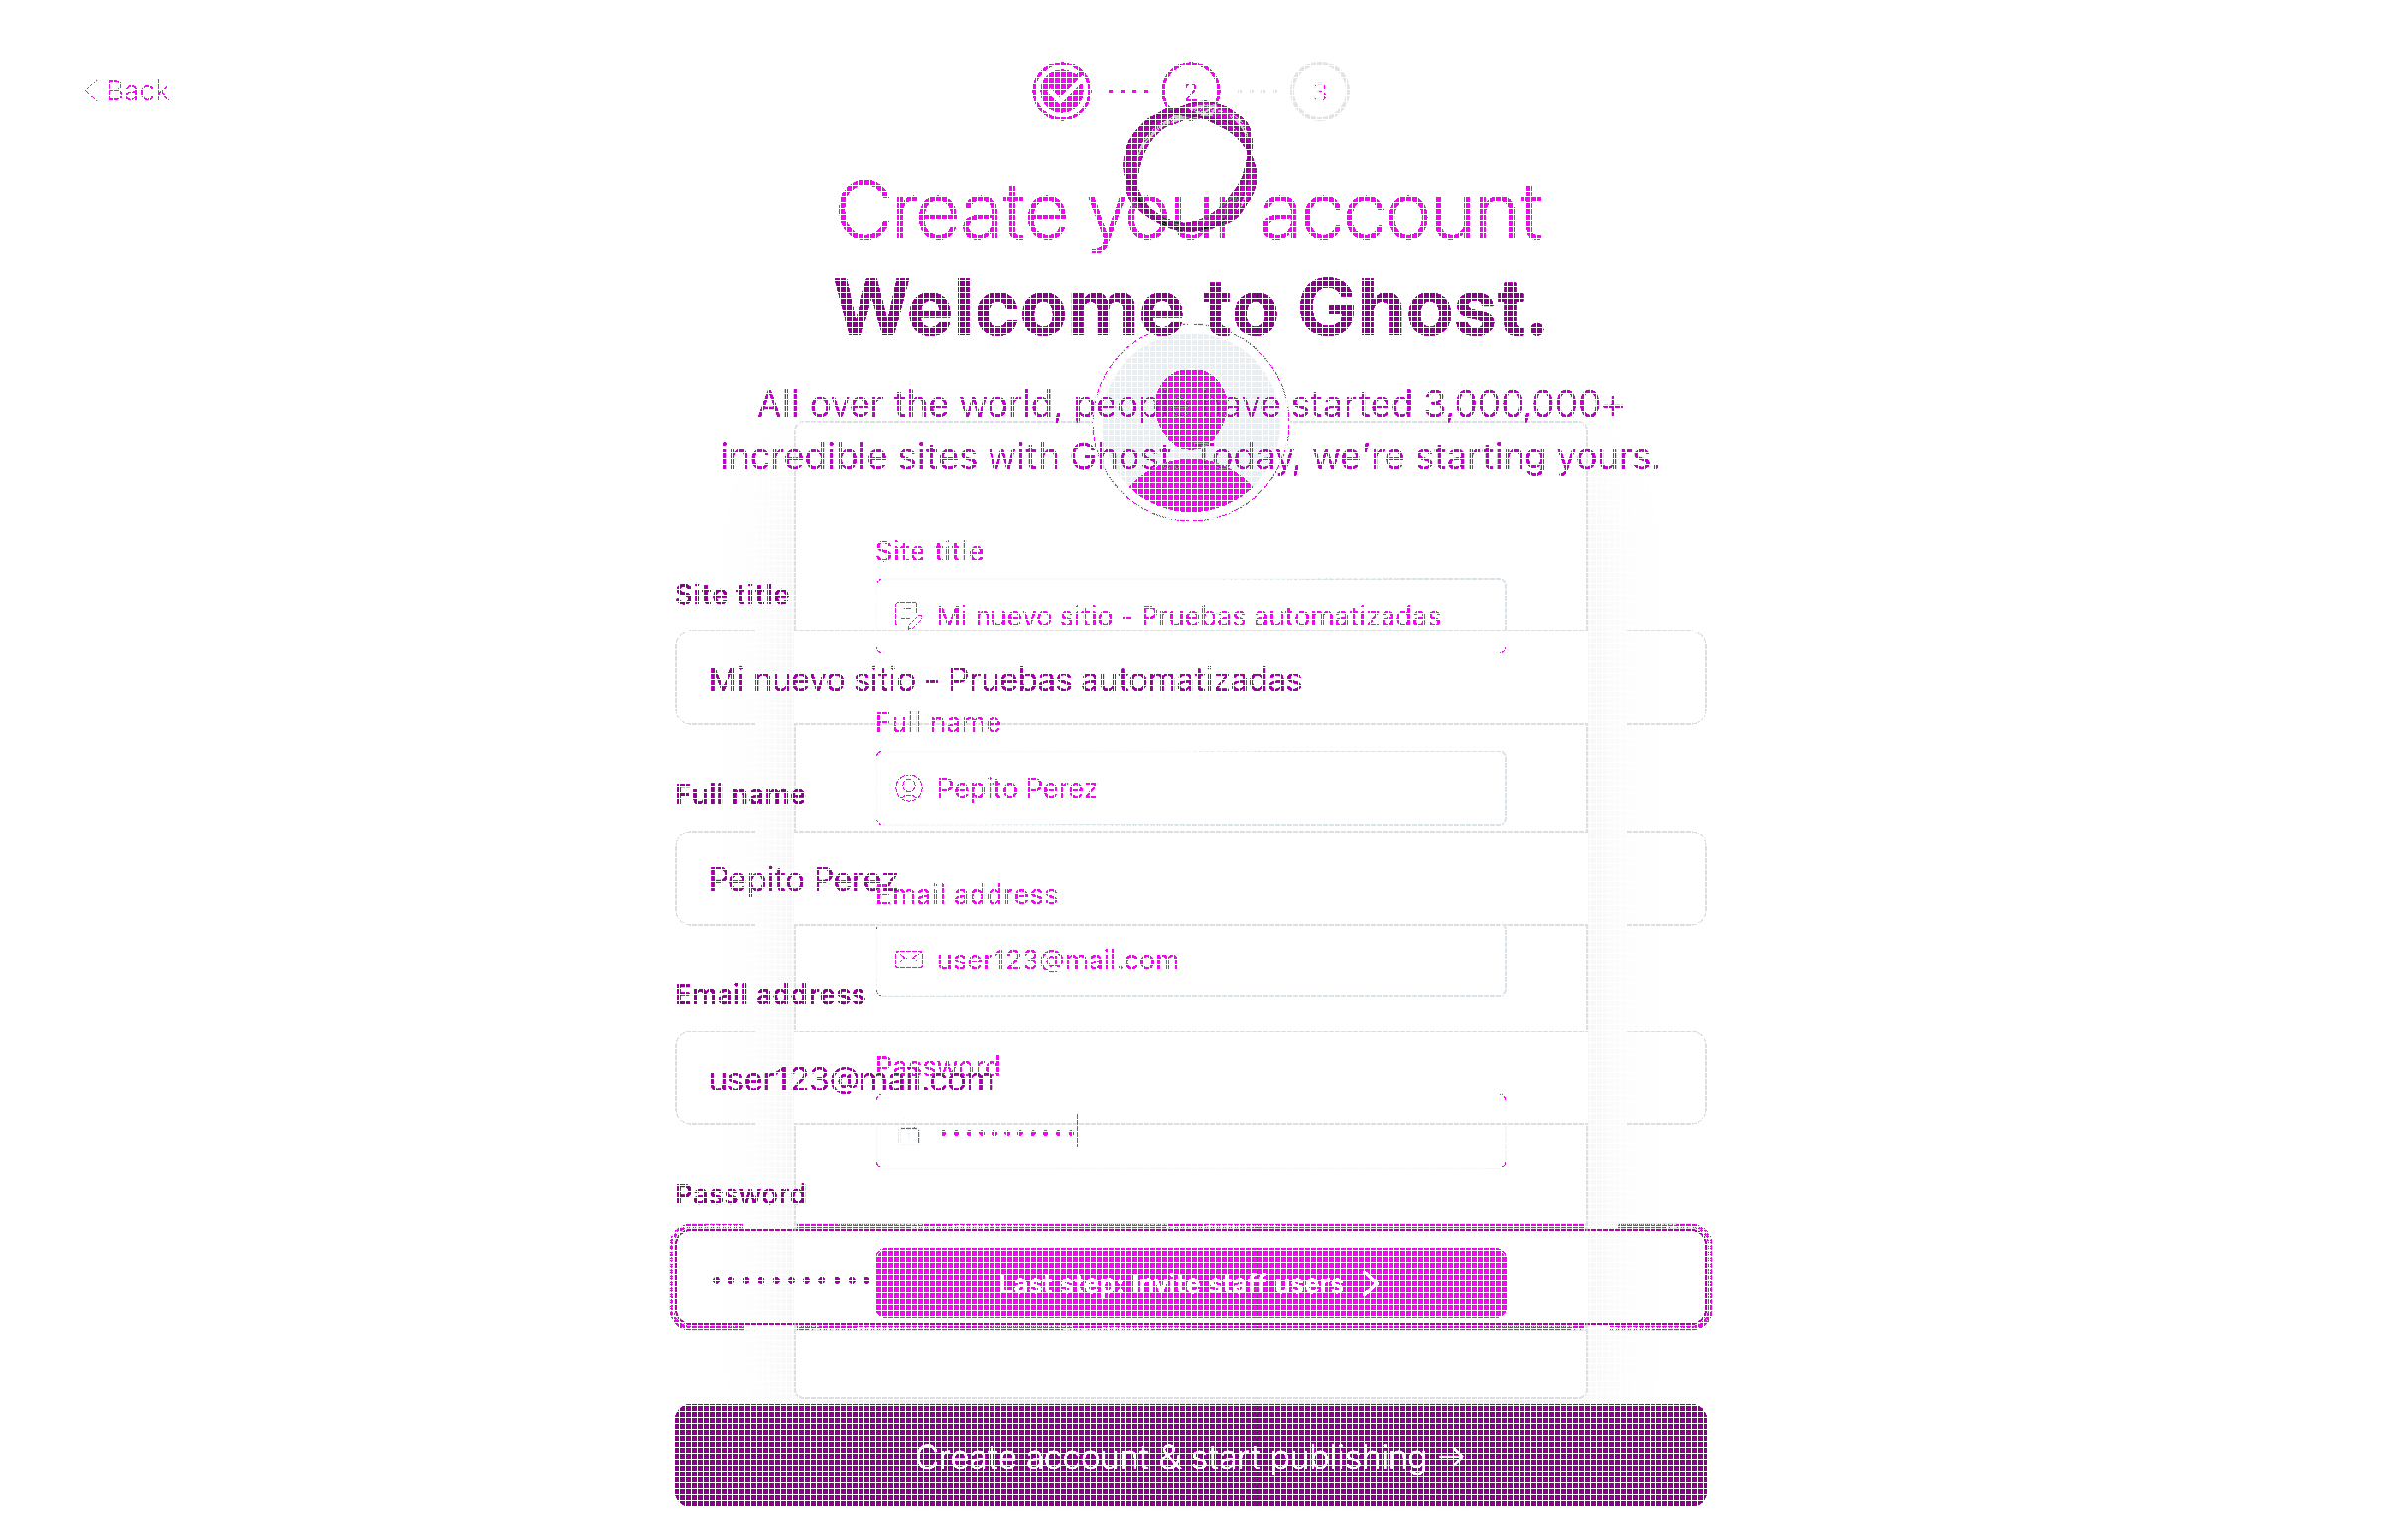 Back
2
3
Create your account
Welcome to Ghost.
All over the world, people have started 3,000,000+
incredible sites with Ghost. Today, we’re starting yours.
Site title
Site title
Mi nuevo sitio - Pruebas automatizadas
Mi nuevo sitio - Pruebas automatizadas
Full name
Pepito Perez
Full name
Pepito Perez
Email address
user123@mail.com
Email address
Password
user123@mail.com
Password
Last step: Invite staff users
Create account & start publishing →